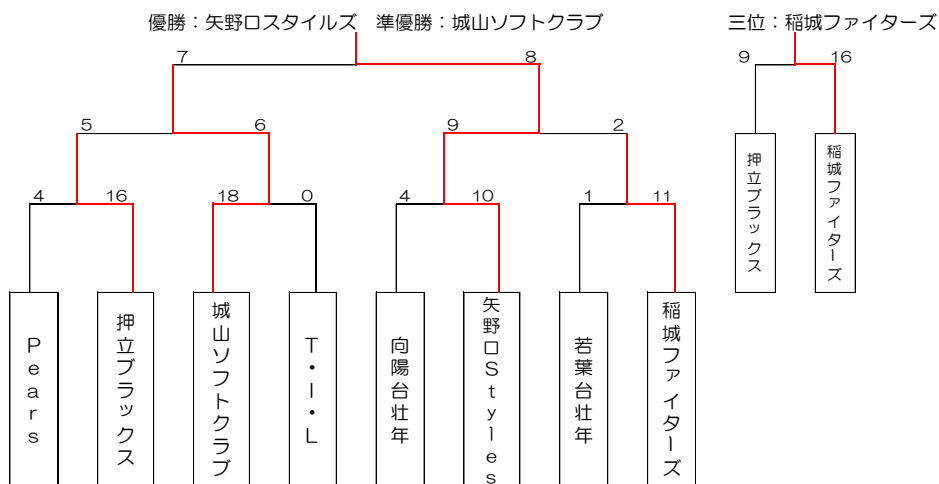 優勝：矢野口スタイルズ 準優勝：城山ソフトクラブ
三位：稲城ファイターズ
7
8
9
16
5
6
9
2
押立ブラックス
稲城ファイターズ
4
16
18
0
4
10
1
11
Pears
押立ブラックス
城山ソフトクラブ
T・I・L
向陽台壮年
矢野口Styles
若葉台壮年
稲城ファイターズ